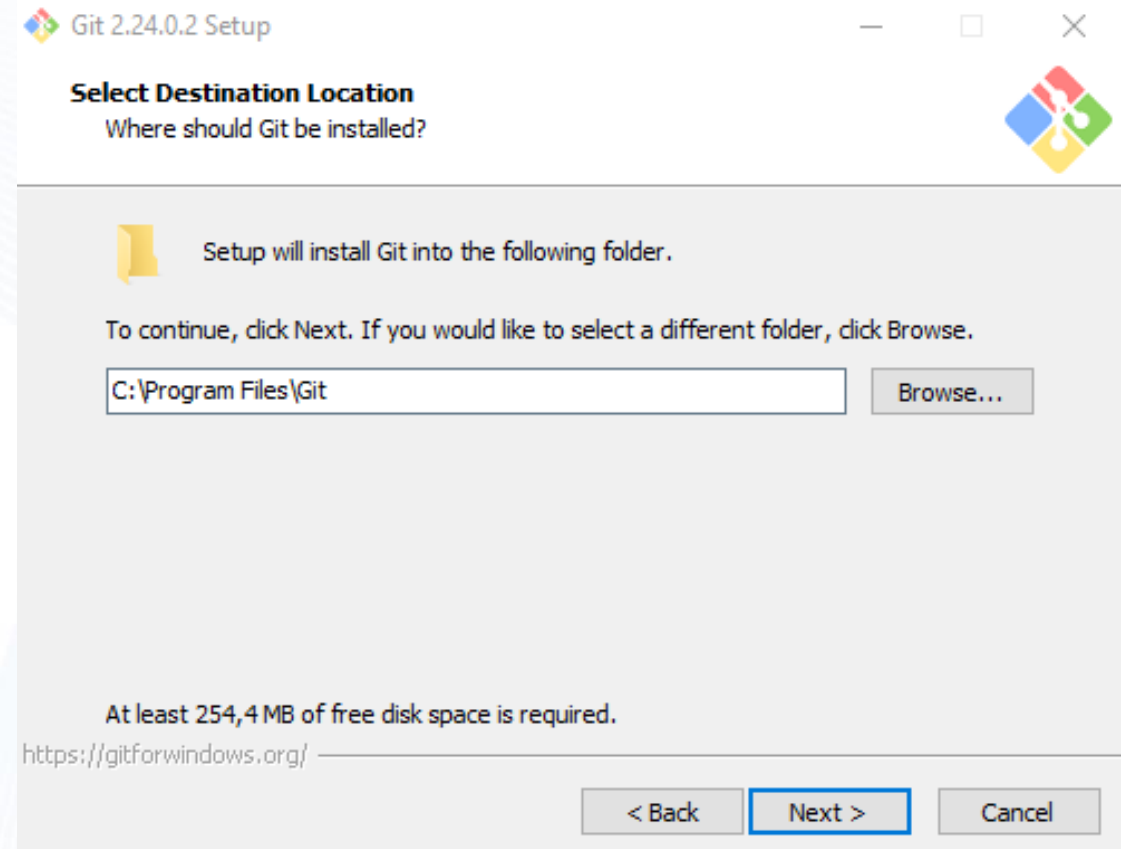 Git 2.24.0.2 Setup
Select Destination Location
Where should Git be installed?
Setup will install Git into the following folder.
To continue, click Next. If you would like to select a different folder, click Browse.
C:\Program Files\Git
Browse...
At least 254,4 MB of free disk space is required.
https://gitforwindows.org/
< Back
Next >
Cancel